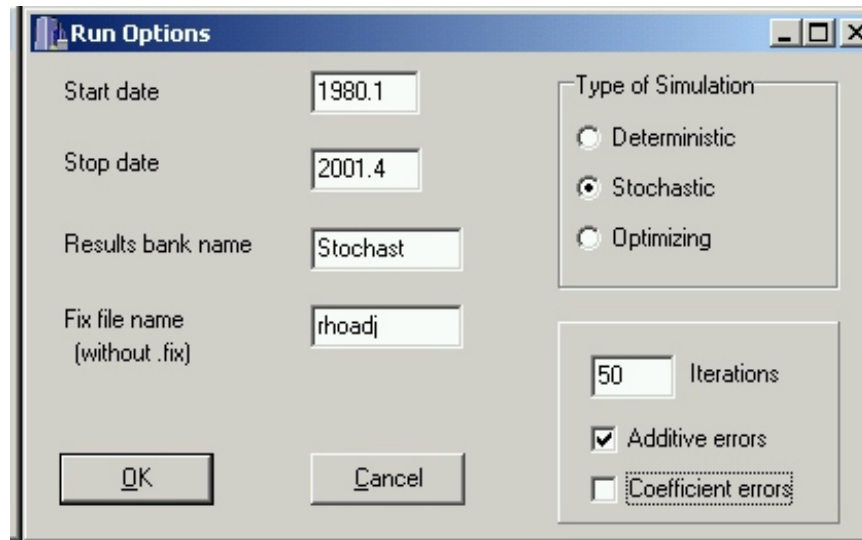 Run Options
Start date
1980.1
Stop date
2001.4
Results bank name
Stochast
Fix file name
(without .fix)
rhoadj
OK
Cancel
Type of Simulation
Deterministic
Stochastic
Optimizing
50
Iterations
Additive errors
Coefficient errors